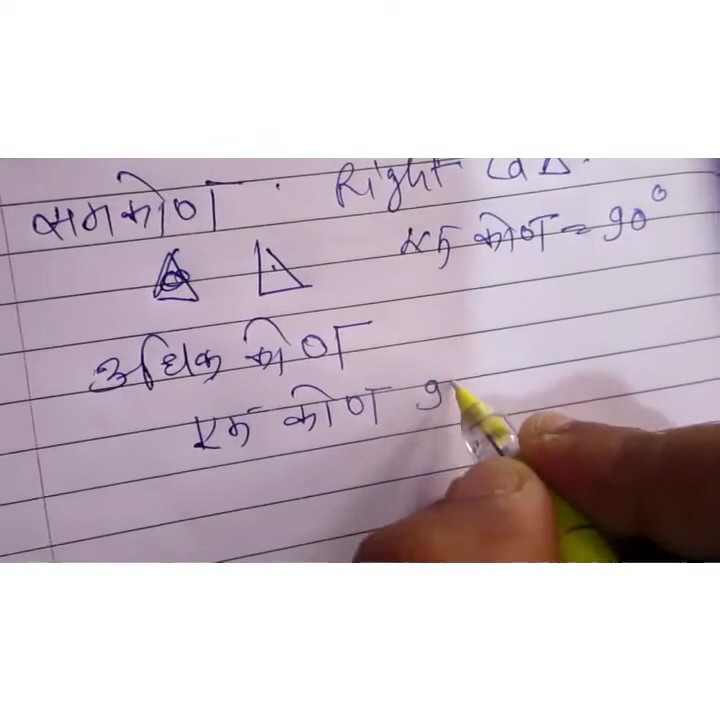 समकोण . Right
एक कोण = 90°
अधिक कोण
एक कोण 9